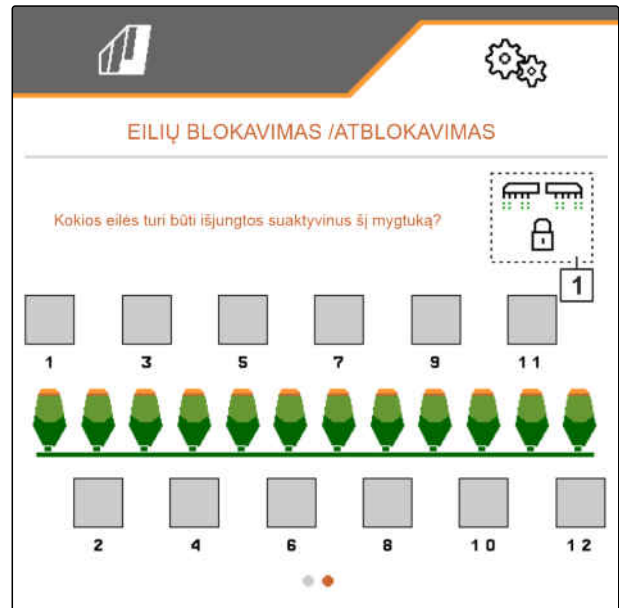 EILIŲ BLOKAVIMAS /ATBLOKAVIMAS
Kokios eilės turi būti išjungtos suaktyvinus šį mygtuką?
1
1 3 5 7 9 11
2 4 6 8 10 12